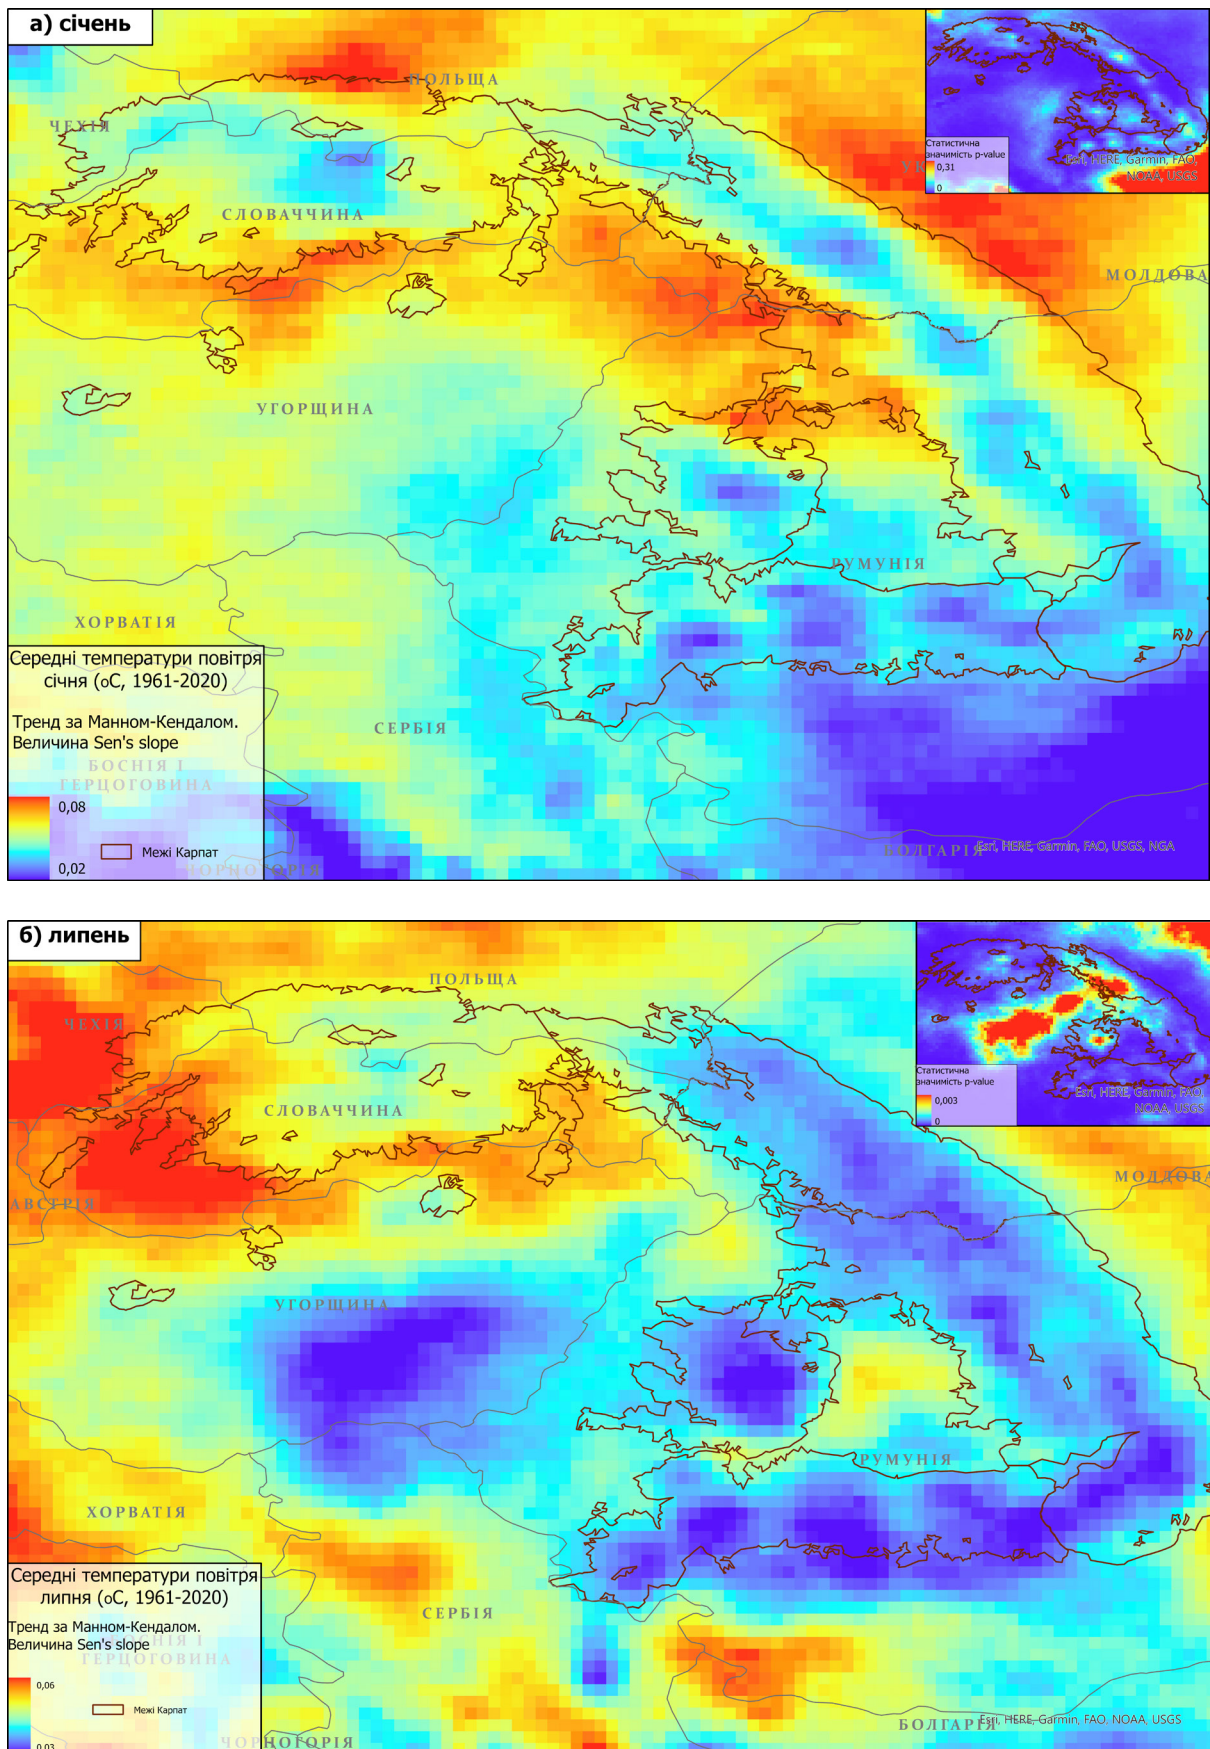 а) січень
ПОЛЬЩА
ЧЕХІЯ
Статистична
значимість p-value
0,31
0
УК
Esri, HERE, Garmin, FAO,
NOAA, USGS
СЛОВАЧЧИНА
МОЛДОВА
УГОРЩИНА
РУМУНІЯ
ХОРВАТІЯ
Середні температури повітря
січня (oC, 1961-2020)
Тренд за Манном-Кендалом.
Величина Sen's slope
СЕРБІЯ
БОСНІЯ І
ГЕРЦОГОВИНА
0,08
Межі Карпат
0,02
ЧОРНОГОРІЯ
БОЛГАРІЯ
Esri, HERE, Garmin, FAO, USGS, NGA
б) липень
ПОЛЬЩА
ЧЕХІЯ
Статистична
значимість p-value
0,003
0
Esri, HERE, Garmin, FAO,
NOAA, USGS
СЛОВАЧЧИНА
МОЛДОВА
АВСТРІЯ
УГОРЩИНА
РУМУНІЯ
ХОРВАТІЯ
Середні температури повітря
липня (oC, 1961-2020)
Тренд за Манном-Кендалом.
Величина Sen's slope
СЕРБІЯ
БОСНІЯ І
ГЕРЦОГОВИНА
0,06
Межі Карпат
0,03
ЧОРНОГОРІЯ
БОЛГАРІЯ
Esri, HERE, Garmin, FAO, NOAA, USGS